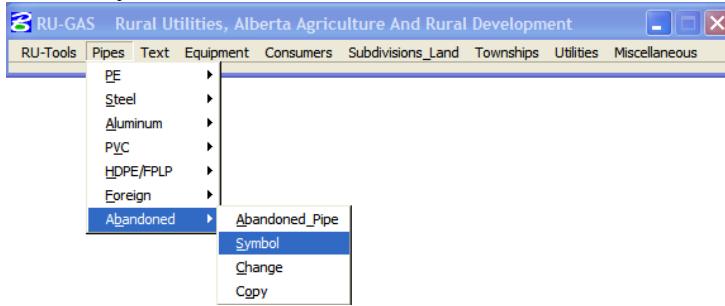 RU-GAS Rural Utilities, Alberta Agriculture And Rural Development
RU-Tools Pipes Text Equipment Consumers Subdivisions_Land Townships Utilities Miscellaneous
PE
Steel
Aluminum
PVC
HDPE/FPLP
Foreign
Abandoned
Abandoned_Pipe
Symbol
Change
Copy